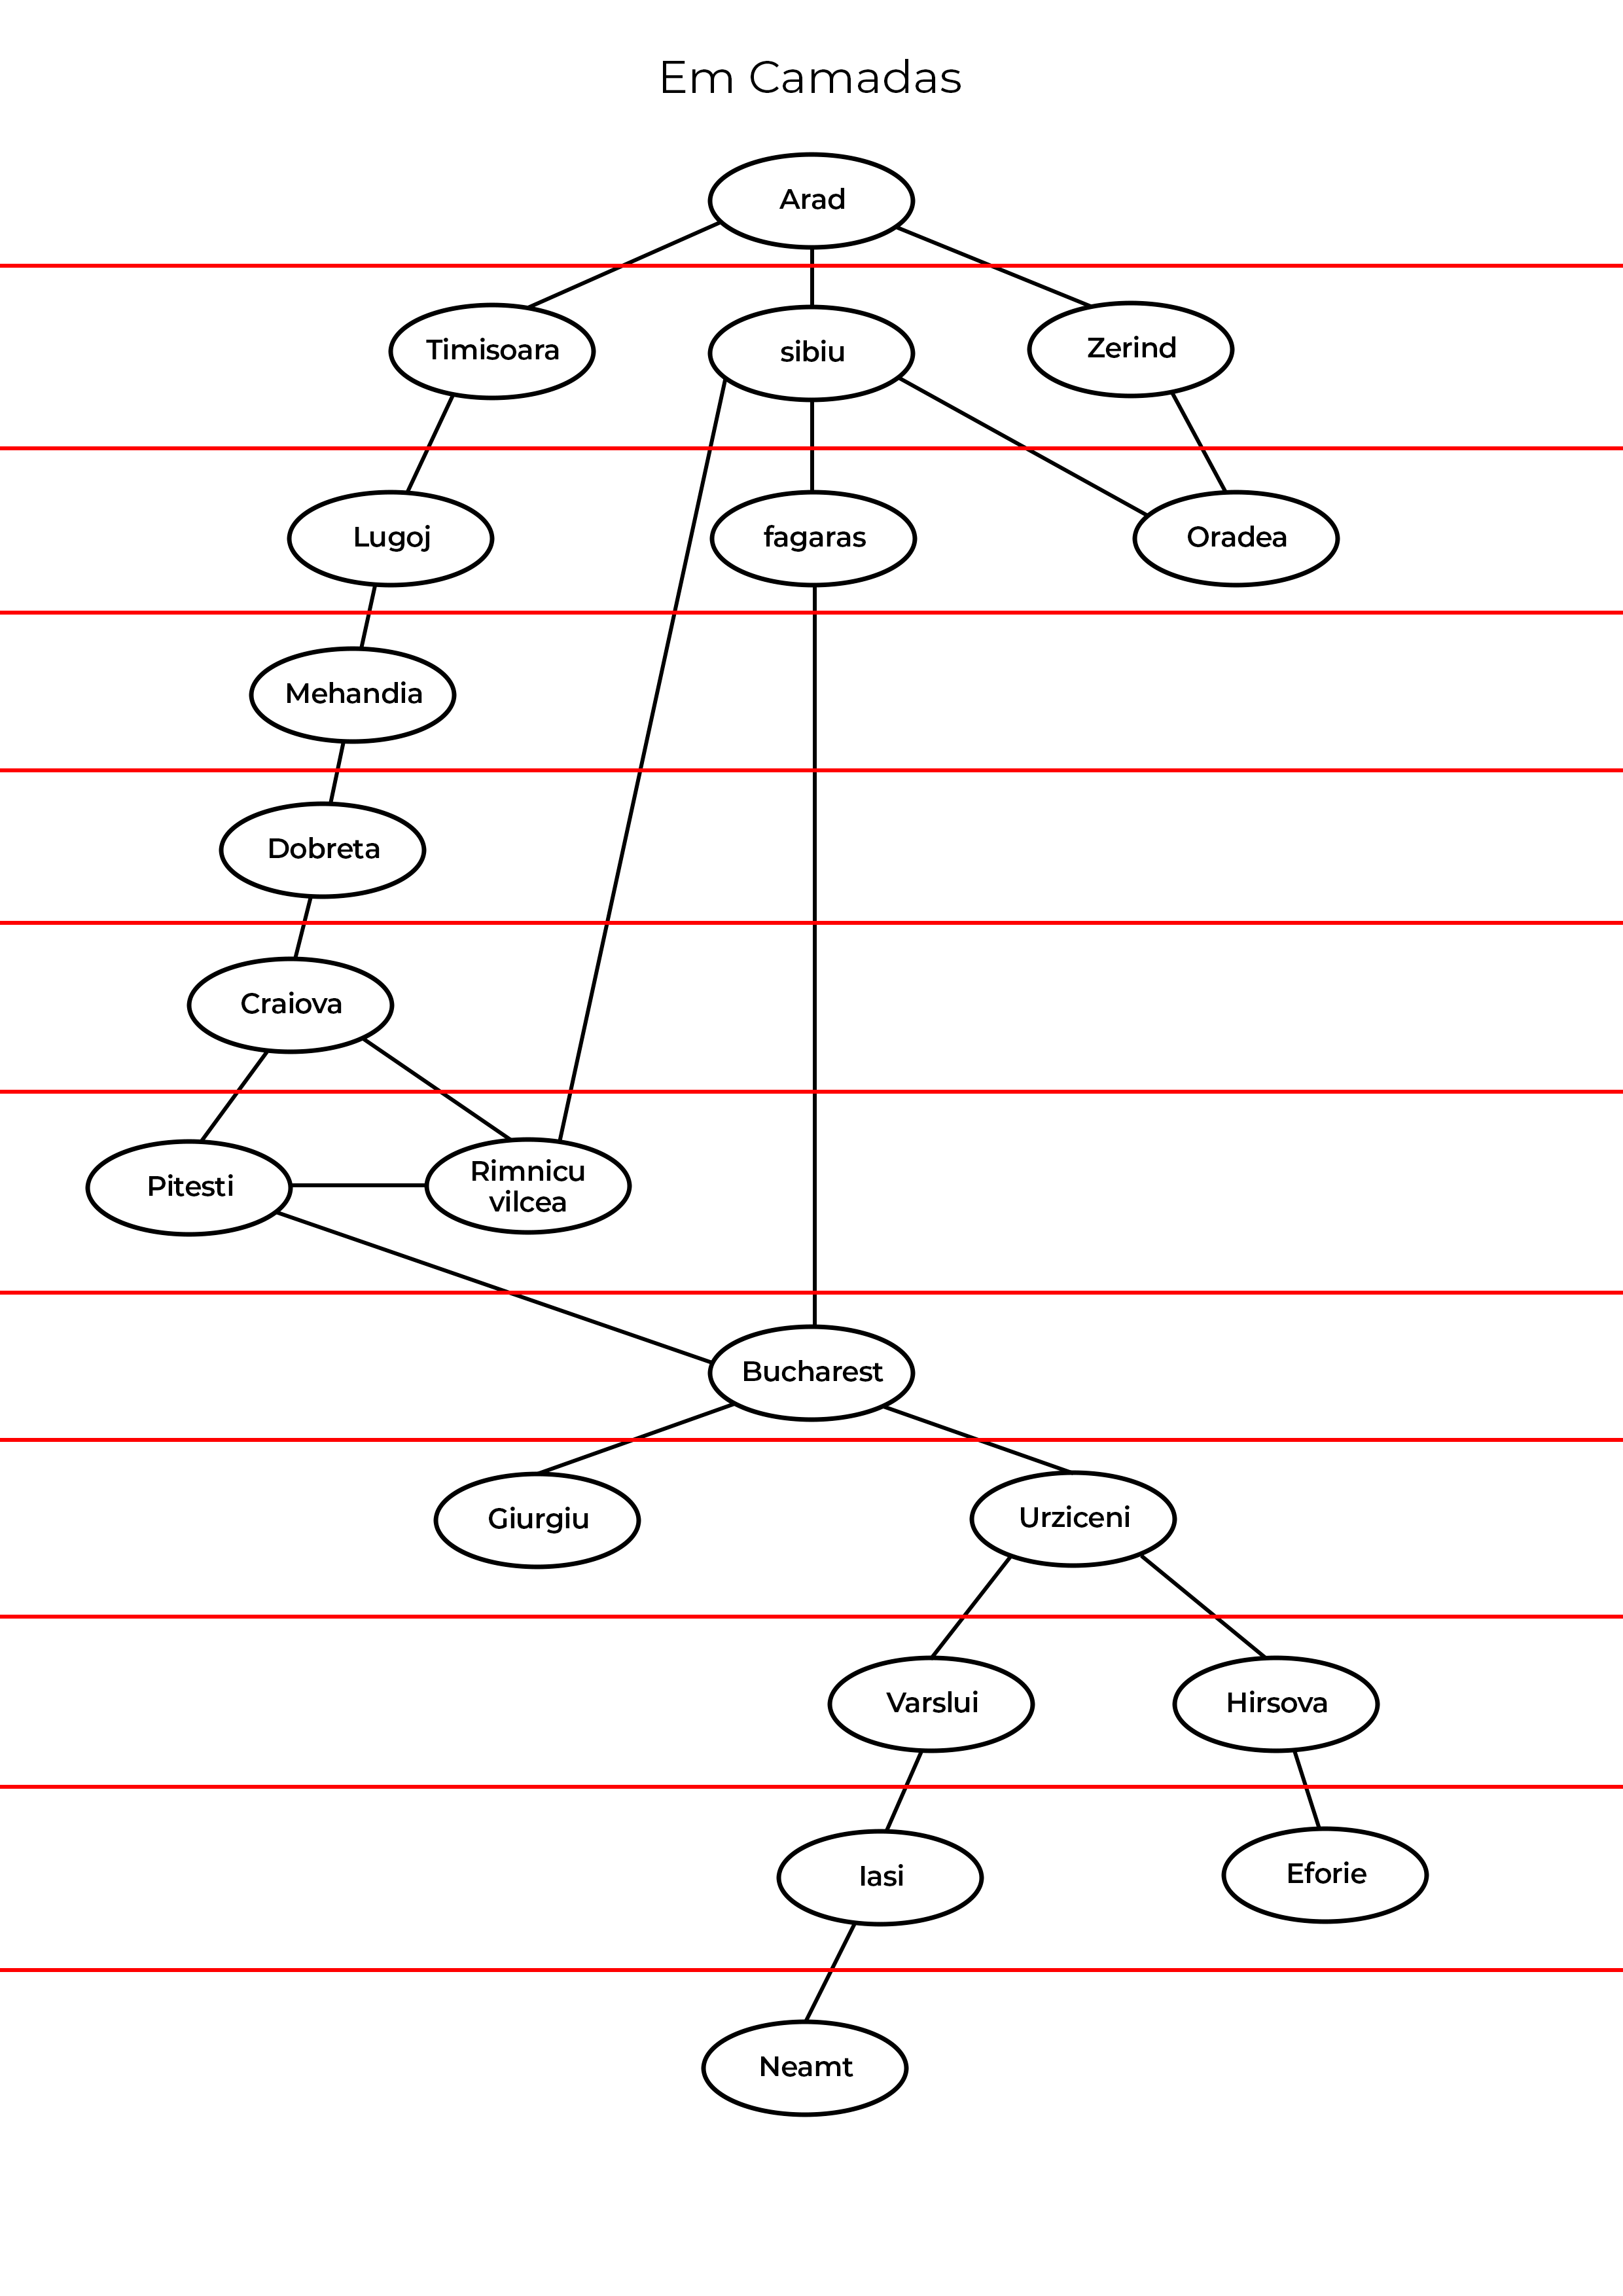 Em Camadas
Arad
Timisoara
sibiu
Zerind
Lugoj
fagaras
Oradea
Mehandia
Dobreta
Craiova
Pitesti
Rimnicu
vilcea
Bucharest
Giurgiu
Urziceni
Varslui
Hirsova
Iasi
Eforie
Neamt